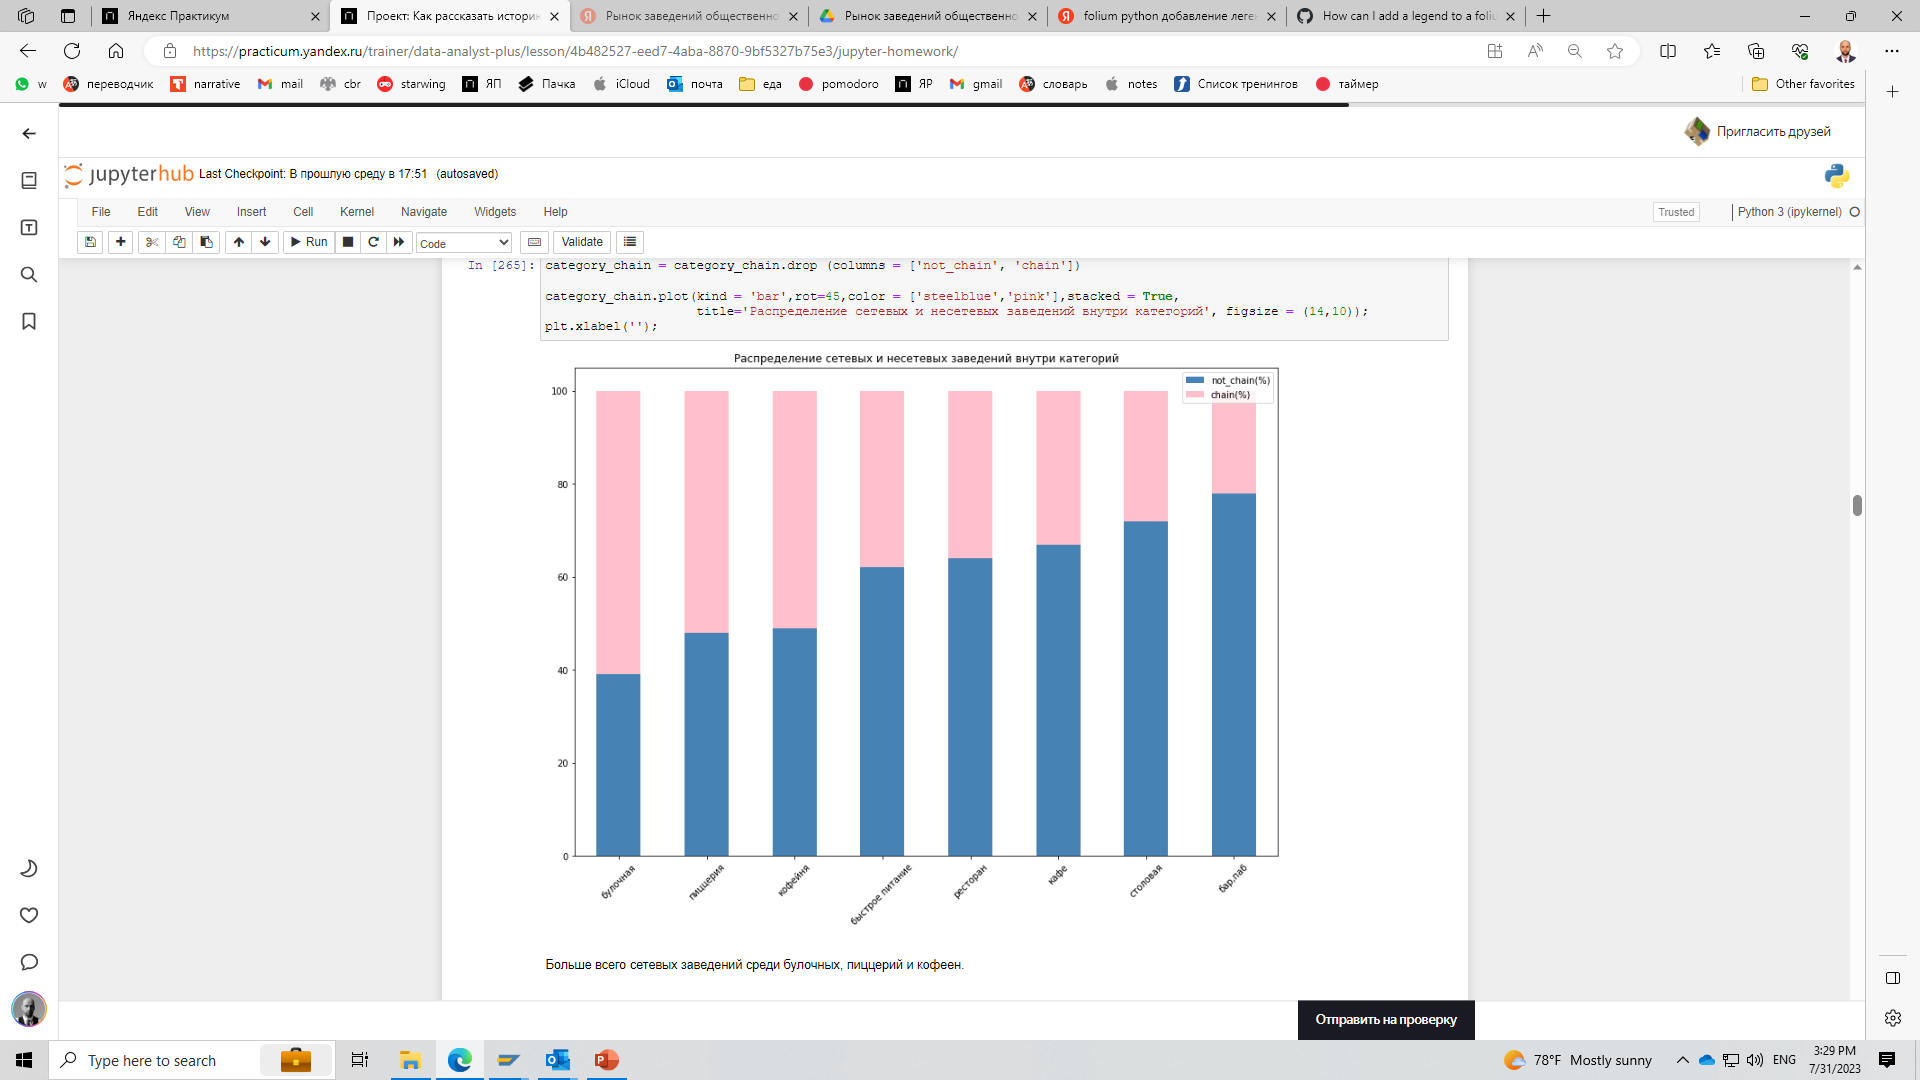 Яндекс Практикум
Проект: Как рассказать историю
Рынок заведений общественно
Рынок заведений общественно
folium python добавление леге
How can I add a legend to a foliu
https://practicum.yandex.ru/trainer/data-analyst-plus/lesson/4b482527-eed7-4aba-8870-9bf5327b75e3/jupyter-homework/
w
переводчик
narrative
mail
cbr
starwing
ЯП
Пачка
iCloud
почта
еда
pomodoro
ЯР
gmail
словарь
notes
Список тренингов
таймер
Other favorites
Пригласить друзей
jupyterhub
Last Checkpoint: В прошлую среду в 17:51 (autosaved)
File
Edit
View
Insert
Cell
Kernel
Navigate
Widgets
Help
Trusted
Python 3 (ipykernel)
Run
Code
Validate
In [265]:
category_chain = category_chain.drop (columns = ['not_chain', 'chain'])
category_chain.plot(kind = 'bar',rot=45,color = ['steelblue','pink'],stacked = True,
title='Распределение сетевых и несетевых заведений внутри категорий', figsize = (14,10));
plt.xlabel('');
Распределение сетевых и несетевых заведений внутри категорий
not_chain(%)
chain(%)
100
80
60
40
20
0
булочная
пиццерия
кофейня
быстрое питание
ресторан
кафе
столовая
бар,паб
Больше всего сетевых заведений среди булочных, пиццерий и кофеен.
Отправить на проверку
Type here to search
78°F Mostly sunny
ENG
3:29 PM
7/31/2023